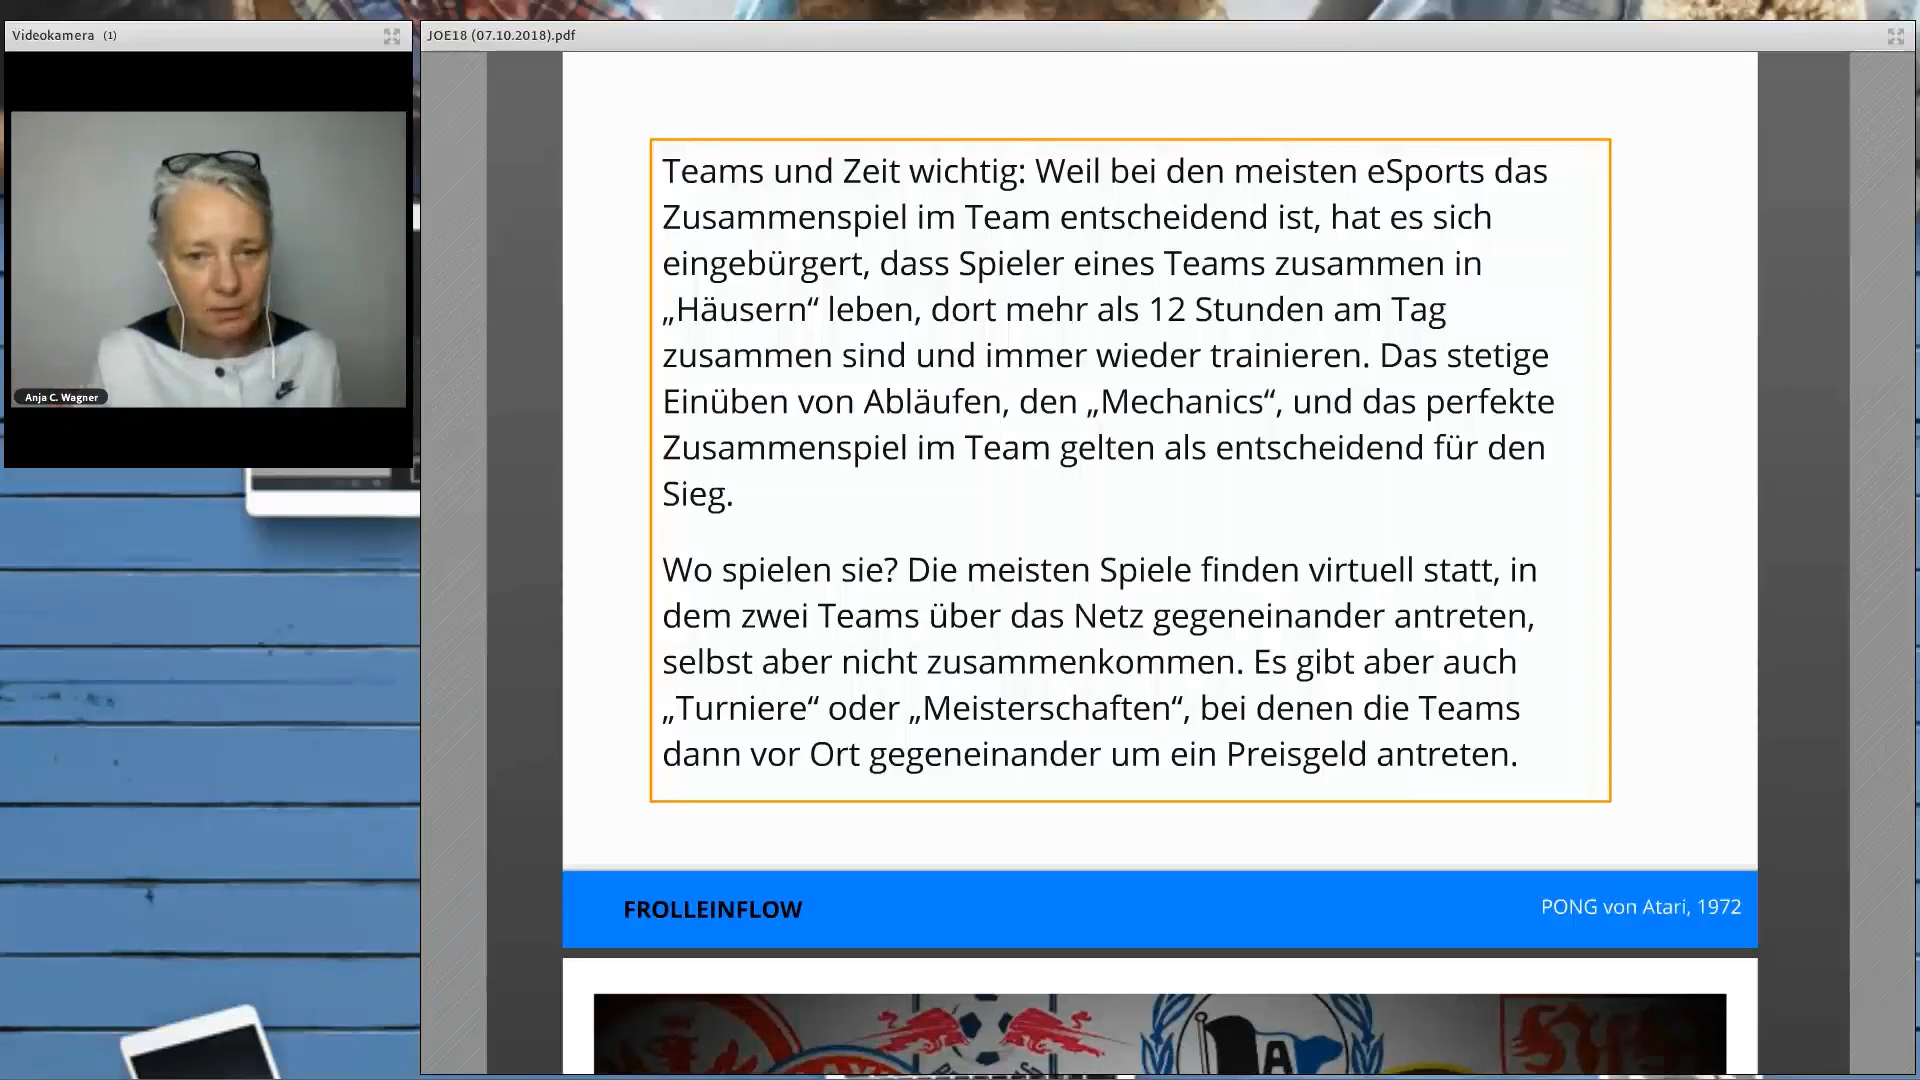 Videokamera (1)
JOE18 (07.10.2018).pdf
Anja C. Wagner
Teams und Zeit wichtig: Weil bei den meisten eSports das
Zusammenspiel im Team entscheidend ist, hat es sich
eingebürgert, dass Spieler eines Teams zusammen in
„Häusern“ leben, dort mehr als 12 Stunden am Tag
zusammen sind und immer wieder trainieren. Das stetige
Einüben von Abläufen, den „Mechanics“, und das perfekte
Zusammenspiel im Team gelten als entscheidend für den
Sieg.
Wo spielen sie? Die meisten Spiele finden virtuell statt, in
dem zwei Teams über das Netz gegeneinander antreten,
selbst aber nicht zusammenkommen. Es gibt aber auch
„Turniere“ oder „Meisterschaften“, bei denen die Teams
dann vor Ort gegeneinander um ein Preisgeld antreten.
FROLLEINFLOW
PONG von Atari, 1972
A